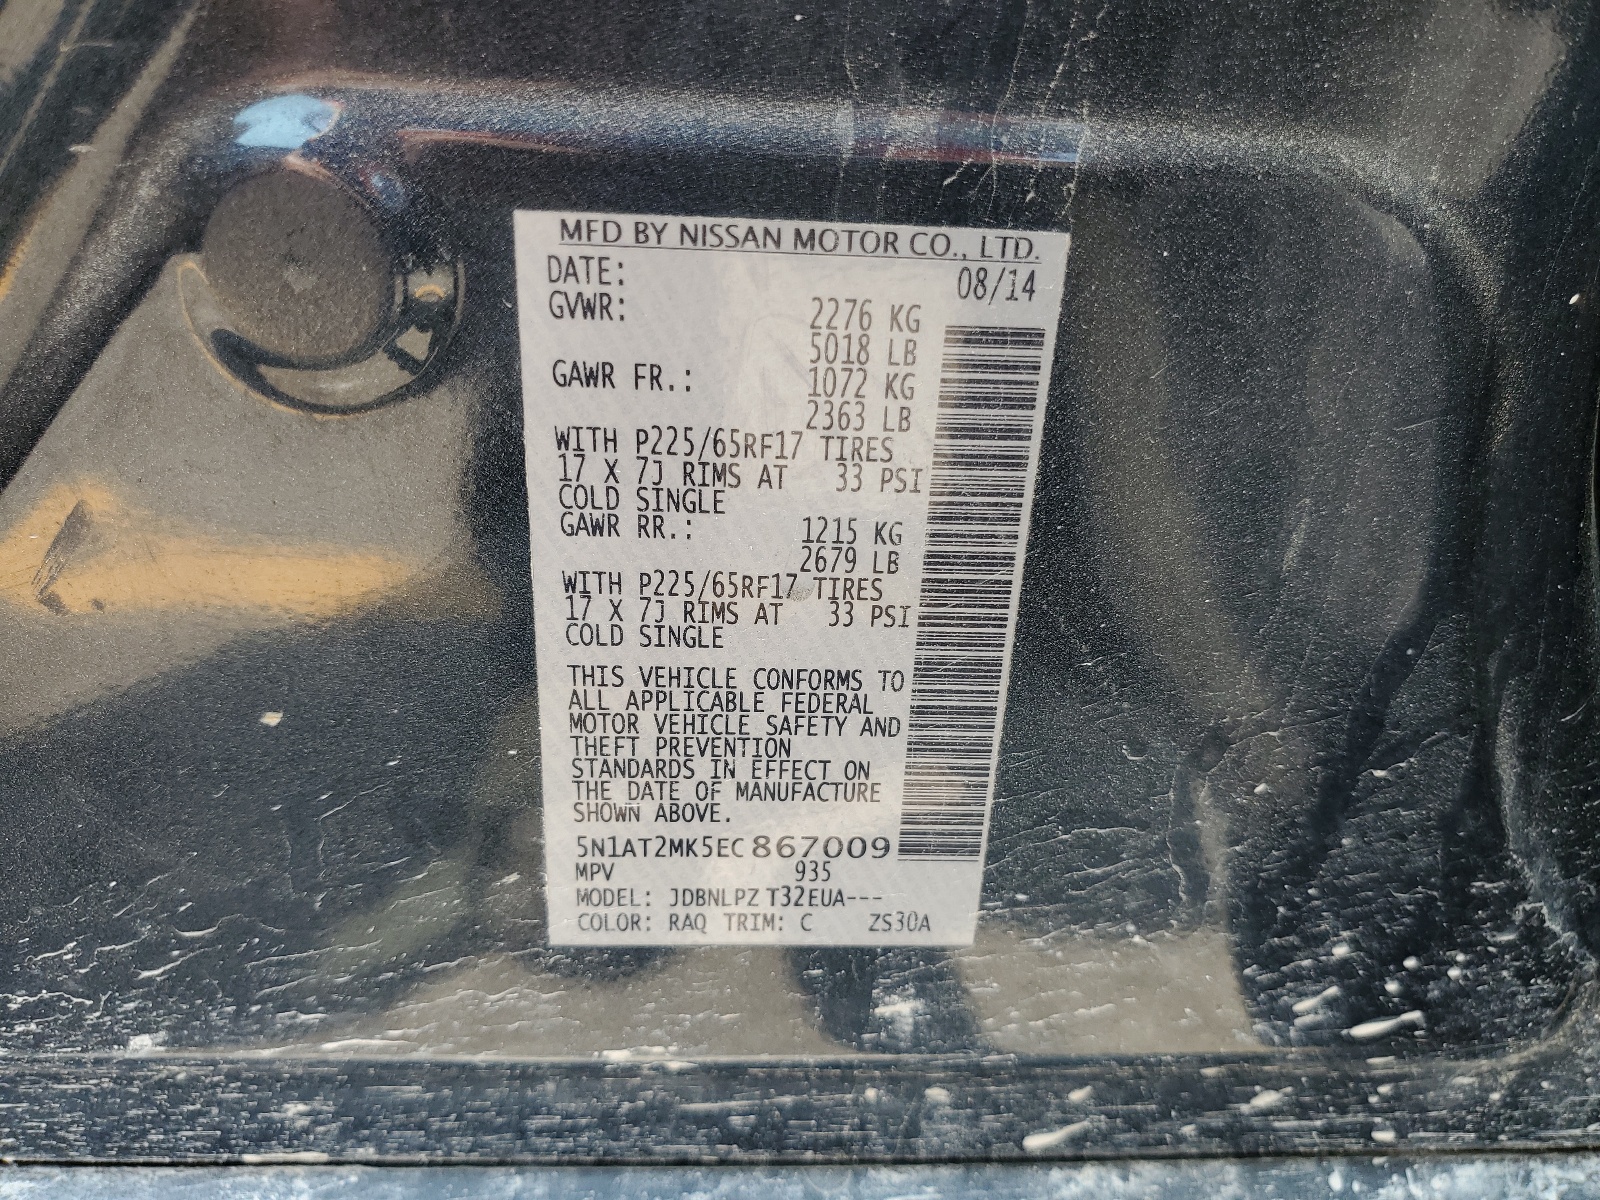 MFD BY NISSAN MOTOR CO., LTD.
DATE: 08/14
GVWR: 2276 KG
5018 LB
GAWR FR.: 1072 KG
2363 LB
WITH P225/65RF17 TIRES
17 X 7J RIMS AT 33 PSI
COLD SINGLE
GAWR RR.: 1215 KG
2679 LB
WITH P225/65RF17 TIRES
17 X 7J RIMS AT 33 PSI
COLD SINGLE
THIS VEHICLE CONFORMS TO
ALL APPLICABLE FEDERAL
MOTOR VEHICLE SAFETY AND
THEFT PREVENTION
STANDARDS IN EFFECT ON
THE DATE OF MANUFACTURE
SHOWN ABOVE.
5N1AT2MK5EC867009
MPV 935
MODEL: JDBNLPZ T32EUA---
COLOR: RAQ TRIM: C ZS30A